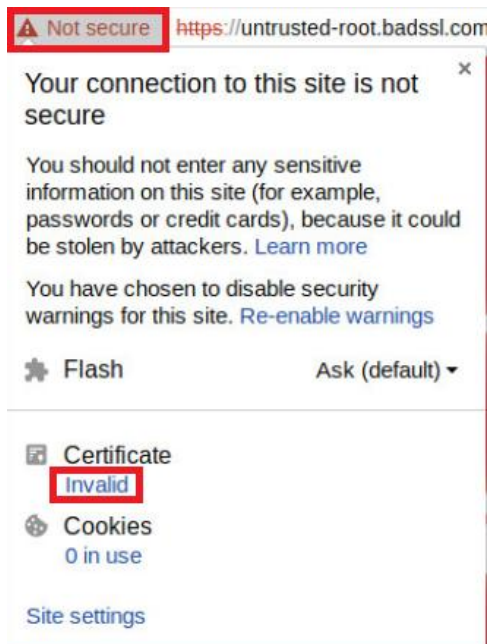 Not secure https://untrusted-root.badssl.com
×
Your connection to this site is not
secure
You should not enter any sensitive
information on this site (for example,
passwords or credit cards), because it could
be stolen by attackers. Learn more
You have chosen to disable security
warnings for this site. Re-enable warnings
Flash Ask (default)
Certificate
Invalid
Cookies
0 in use
Site settings